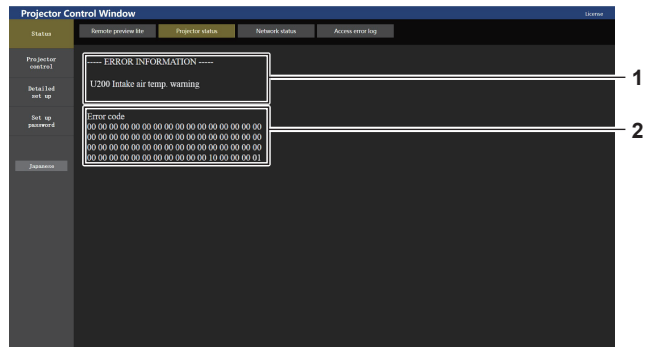 Projector Control Window
License
Status
Remote preview lite
Projector status
Network status
Access error log
Projector
control
Detailed
set up
Set up
password
Japanese
----- ERROR INFORMATION -----
U200 Intake air temp. warning
1
Error code
00 00 00 00 00 00 00 00 00 00 00 00 00 00 00 00
00 00 00 00 00 00 00 00 00 00 00 00 00 00 00 00
00 00 00 00 00 00 00 00 00 00 00 00 00 00 00 00
00 00 00 00 00 00 00 00 00 00 00 10 00 00 00 01
2